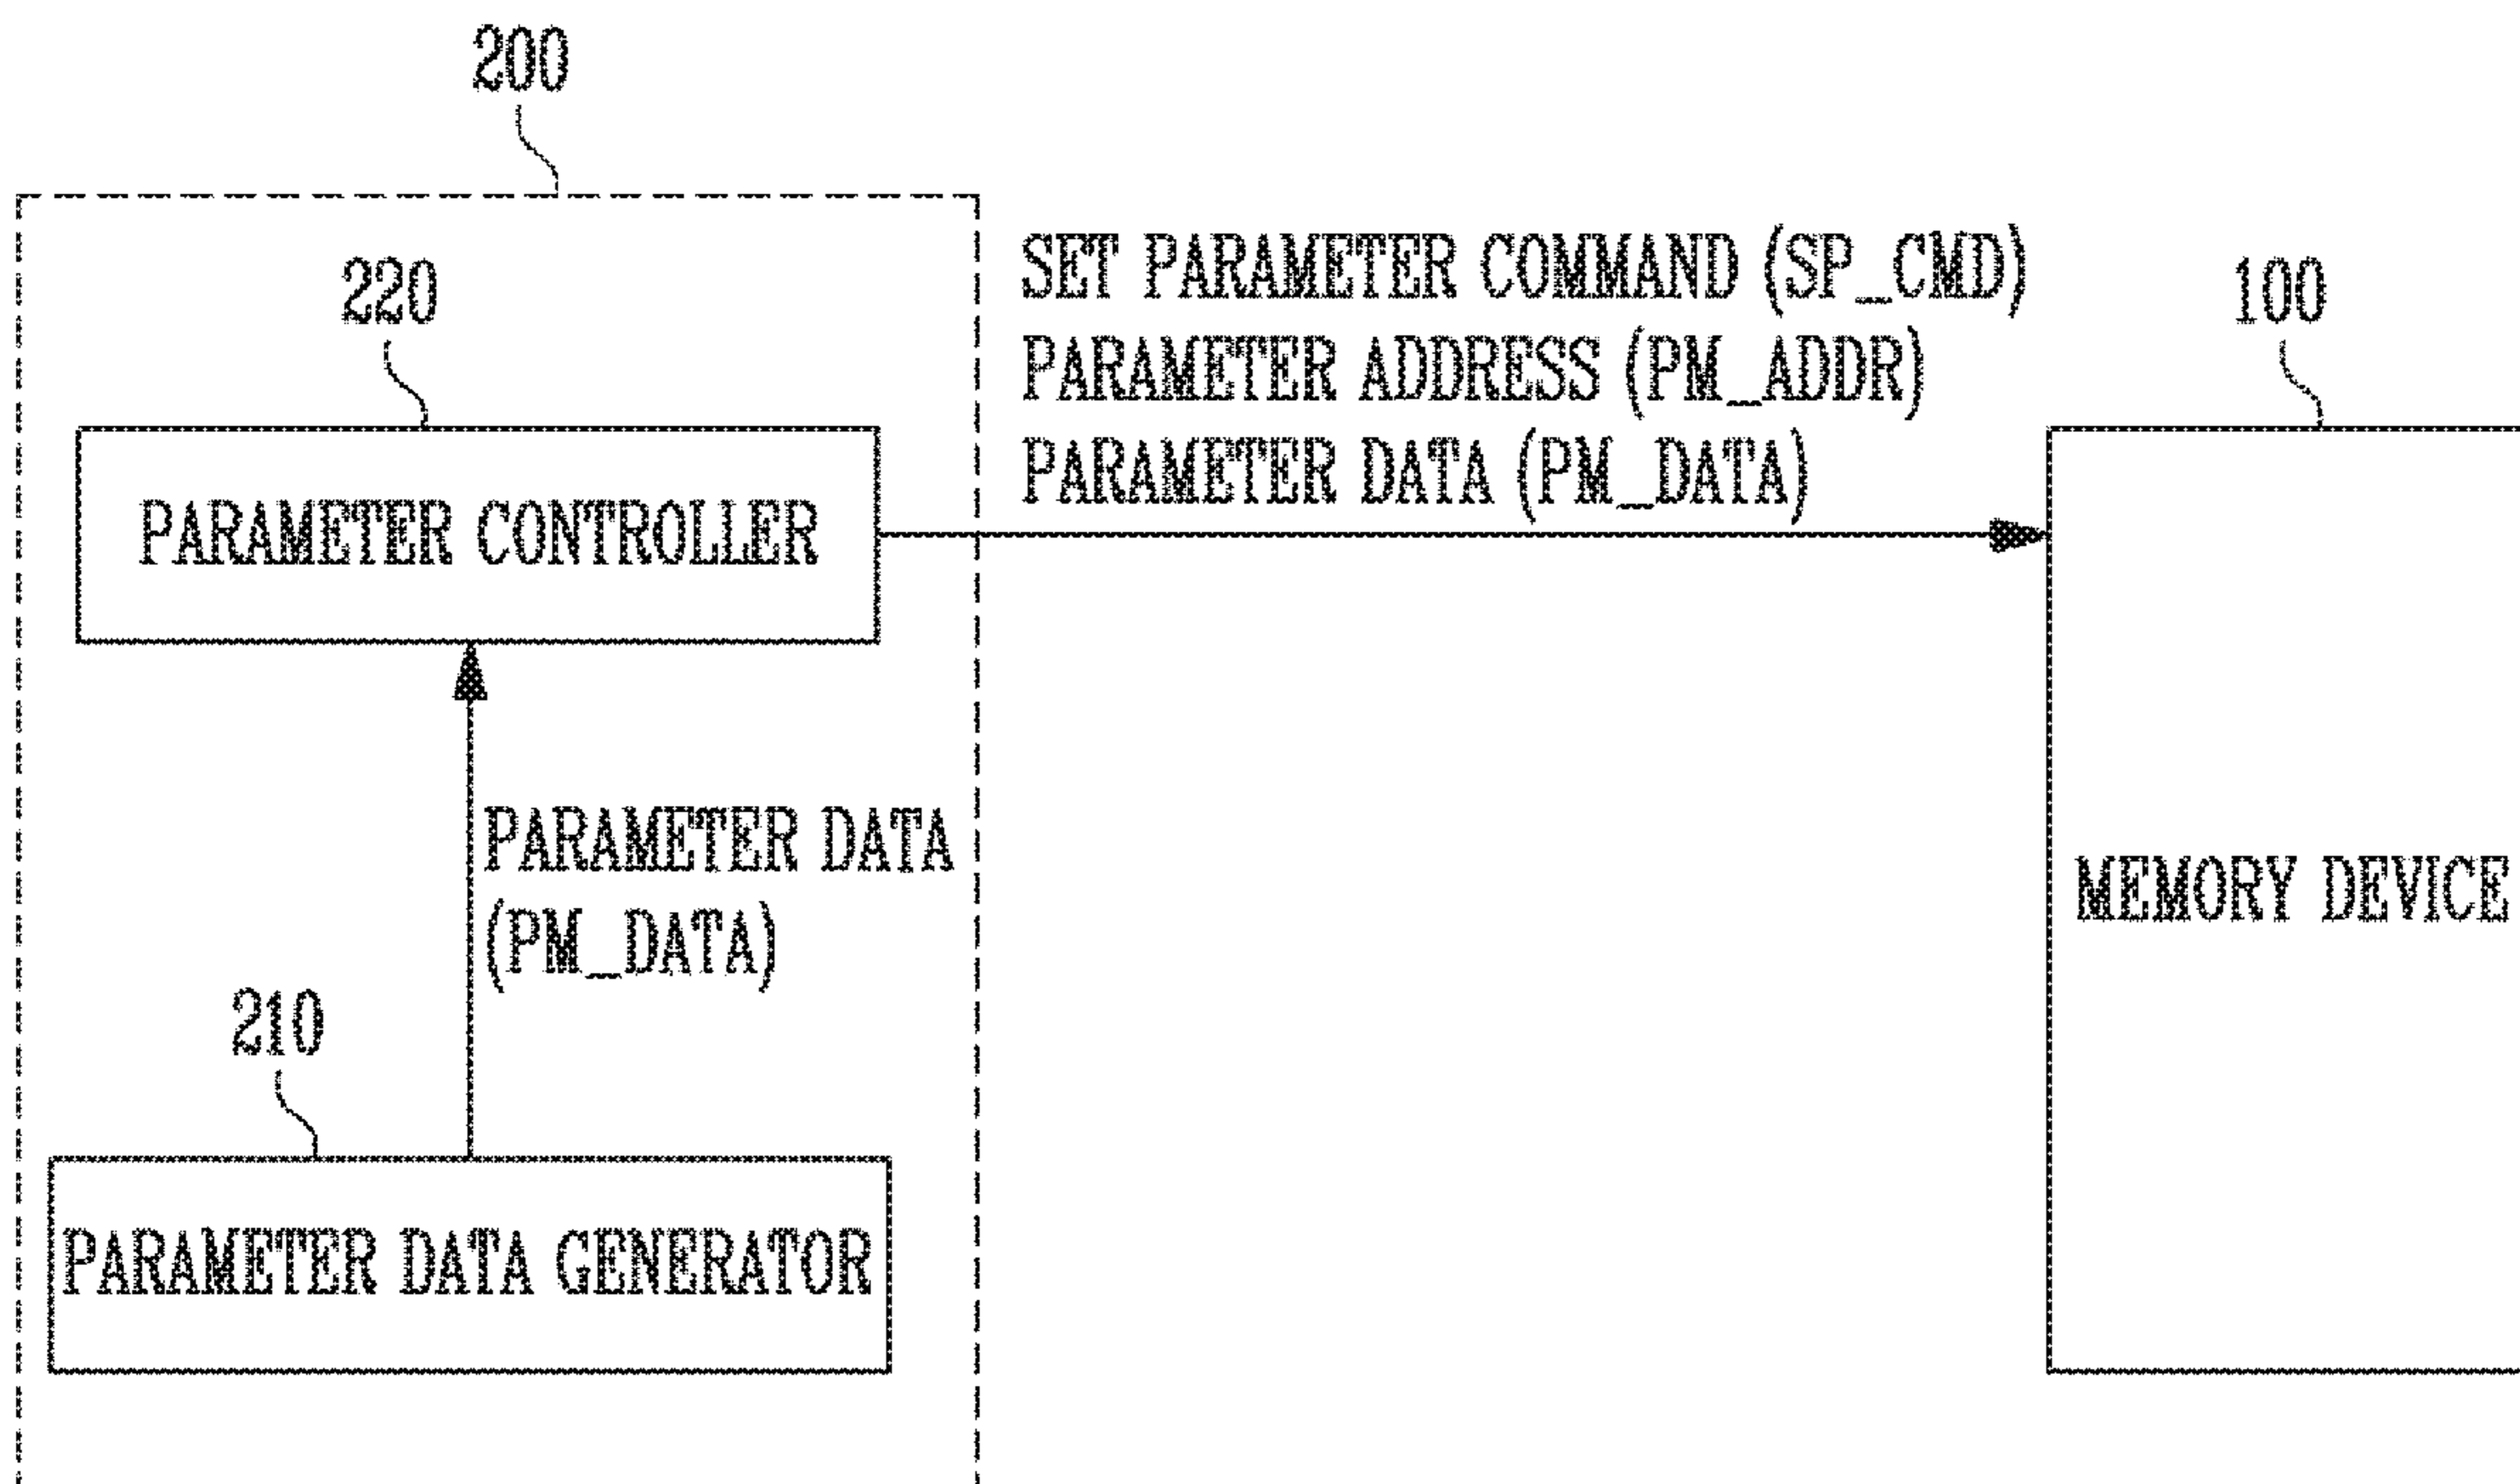 200
220
SET PARAMETER COMMAND (SP_CMD)
PARAMETER ADDRESS (PM_ADDR)
PARAMETER DATA (PM_DATA)
100
PARAMETER CONTROLLER
PARAMETER DATA
(PM_DATA)
MEMORY DEVICE
210
PARAMETER DATA GENERATOR